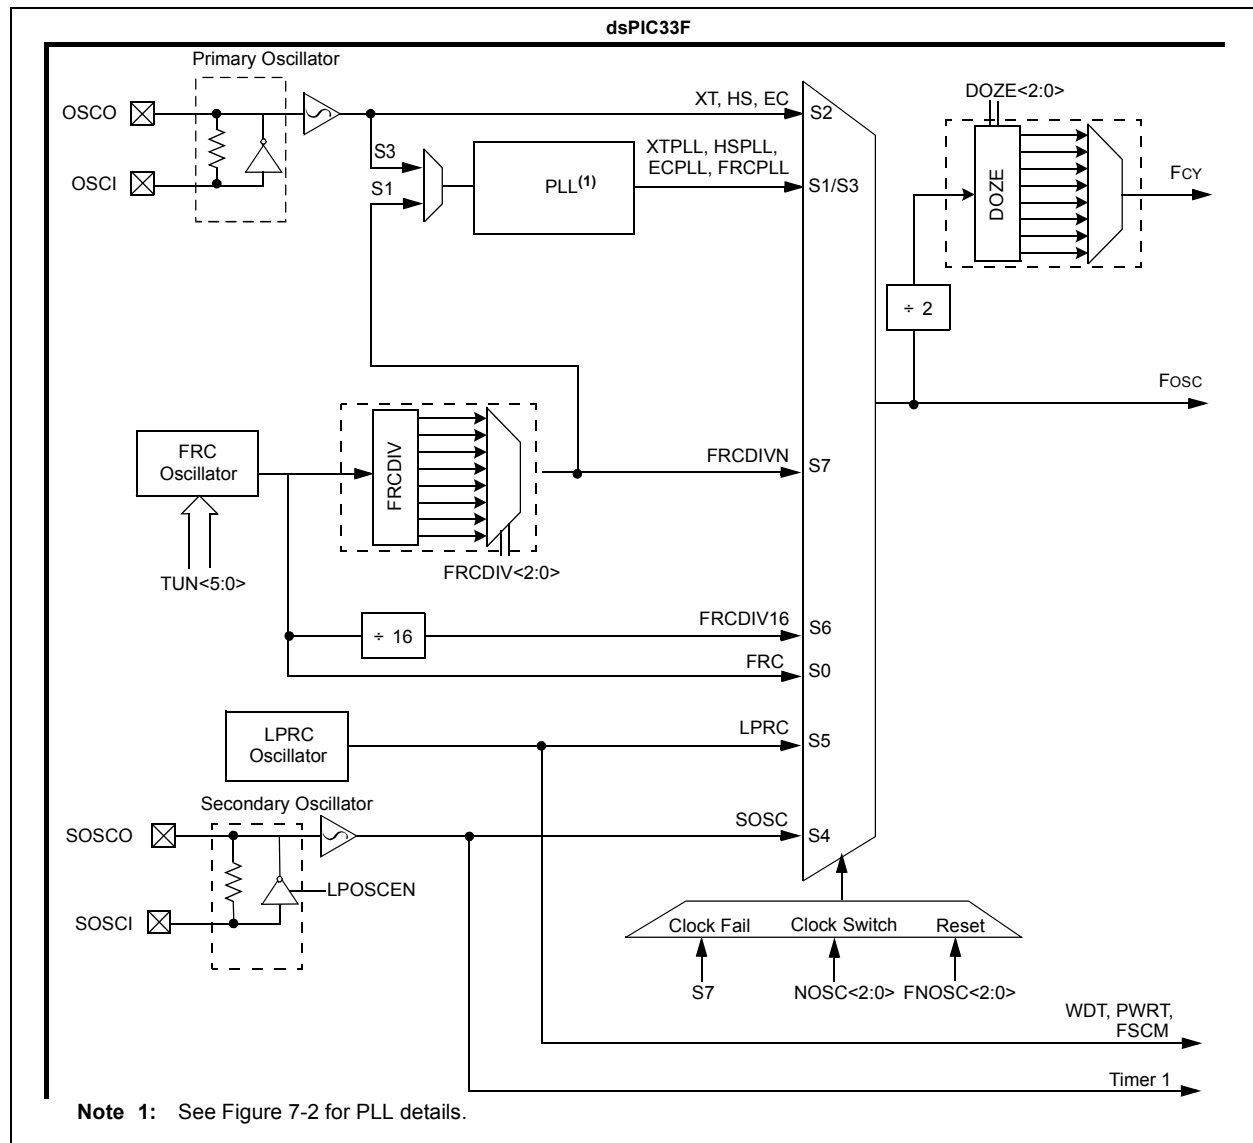 dsPIC33F
Primary Oscillator
OSCO
OSCI
S3
S1
PLL(1)
XT, HS, EC
XTPLL, HSPLL,
ECPLL, FRCPLL
S2
S1/S3
DOZE<2:0>
DOZE
FCY
÷ 2
FOSC
FRC
Oscillator
TUN<5:0>
FRCDIV
FRCDIV<2:0>
FRCDIVN
S7
÷ 16
FRCDIV16
S6
FRC
S0
LPRC
Oscillator
LPRC
S5
Secondary Oscillator
SOSCO
SOSCI
LPOSCEN
SOSC
S4
Clock Fail
Clock Switch
Reset
S7
NOSC<2:0>
FNOSC<2:0>
WDT, PWRT,
FSCM
Timer 1
Note 1: See Figure 7-2 for PLL details.